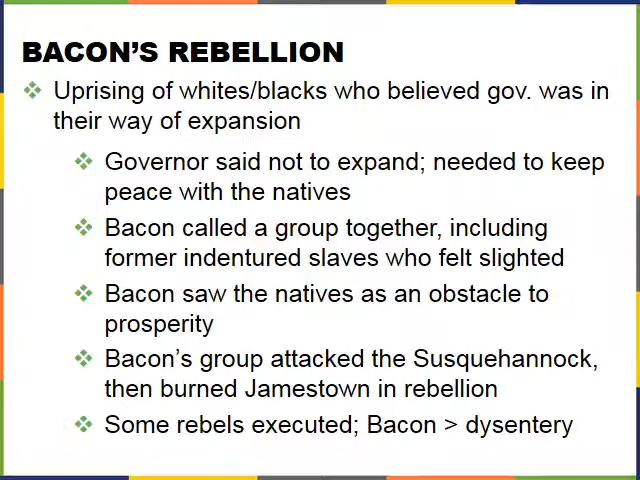 BACON'S REBELLION
❖ Uprising of whites/blacks who believed gov. was in
their way of expansion
❖ Governor said not to expand; needed to keep
peace with the natives
❖ Bacon called a group together, including
former indentured slaves who felt slighted
❖ Bacon saw the natives as an obstacle to
prosperity
❖ Bacon's group attacked the Susquehannock,
then burned Jamestown in rebellion
❖ Some rebels executed; Bacon > dysentery